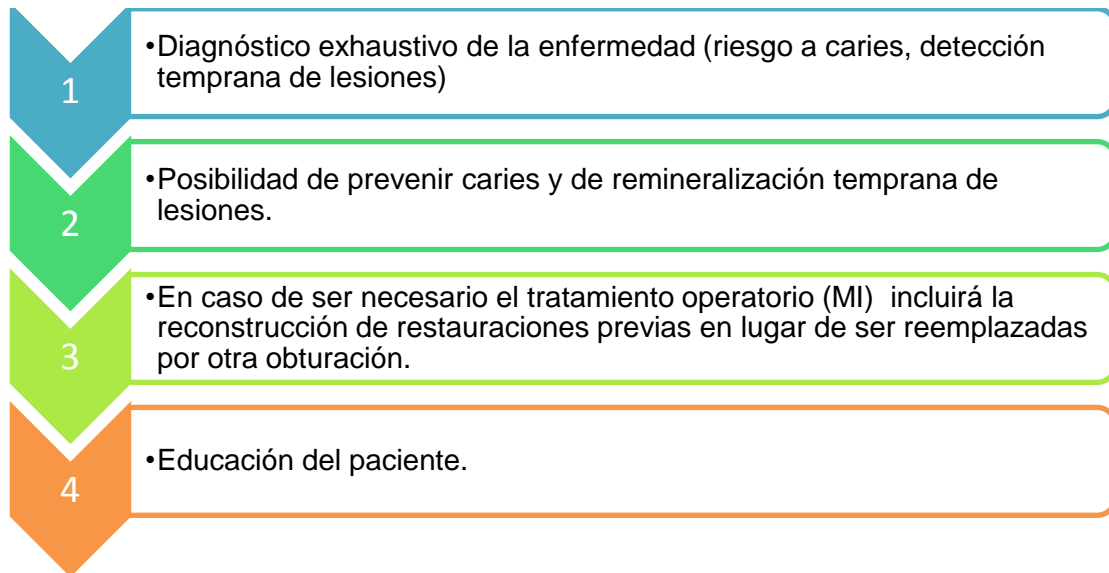 1
•Diagnóstico exhaustivo de la enfermedad (riesgo a caries, detección
temprana de lesiones)
2
•Posibilidad de prevenir caries y de remineralización temprana de
lesiones.
3
•En caso de ser necesario el tratamiento operatorio (MI) incluirá la
reconstrucción de restauraciones previas en lugar de ser reemplazadas
por otra obturación.
4
•Educación del paciente.